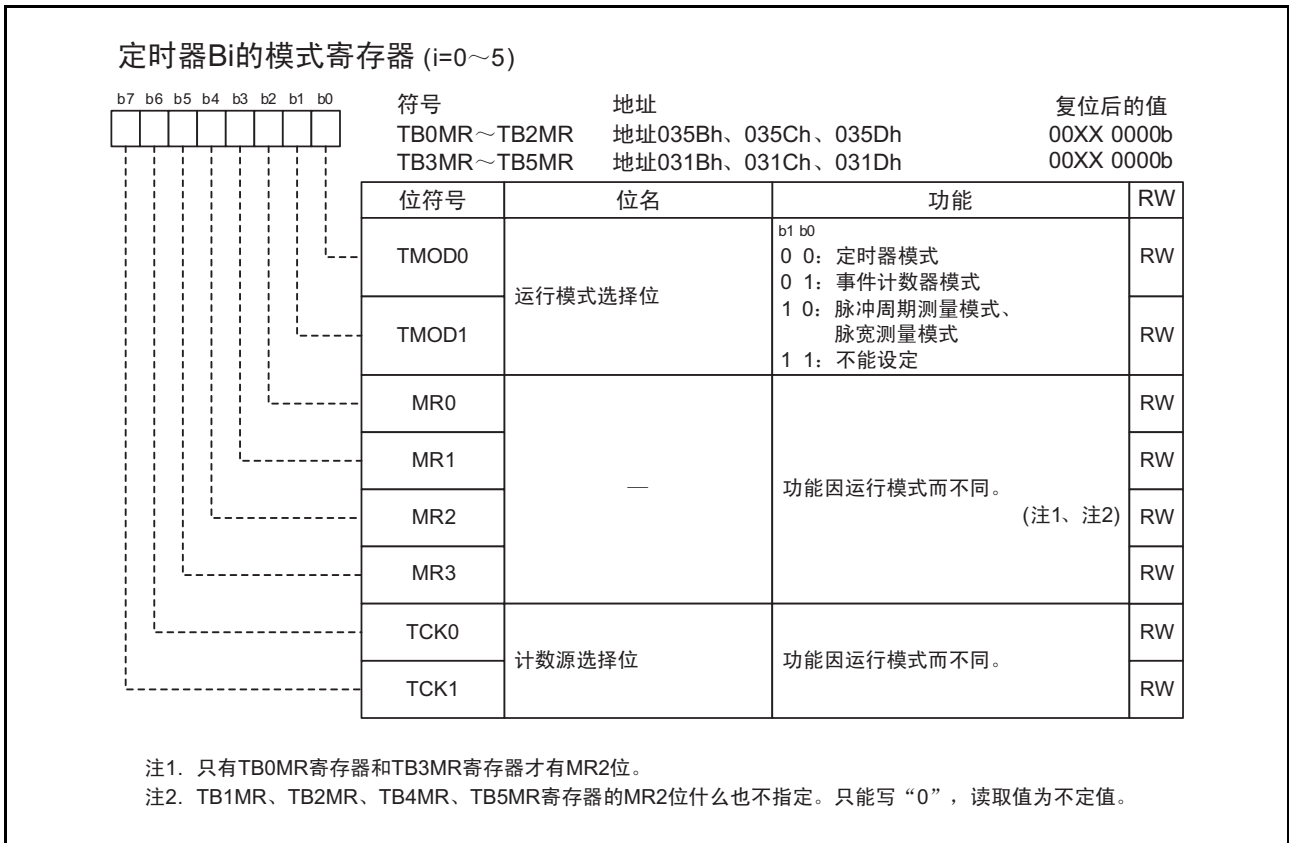 定时器Bi的模式寄存器 (i=0～5)
b7 b6 b5 b4 b3 b2 b1 b0
符号 地址 复位后的值
TB0MR～TB2MR 地址035Bh、035Ch、035Dh 00XX 0000b
TB3MR～TB5MR 地址031Bh、031Ch、031Dh 00XX 0000b
位符号 位名 功能 RW
TMOD0 运行模式选择位 b1 b0
0 0：定时器模式 RW
0 1：事件计数器模式
TMOD1 1 0：脉冲周期测量模式、
脉宽测量模式 RW
1 1：不能设定
MR0 — 功能因运行模式而不同。 RW
(注1、注2)
MR1 RW
MR2 RW
MR3 RW
TCK0 计数源选择位 功能因运行模式而不同。 RW
TCK1 RW
注1. 只有TB0MR寄存器和TB3MR寄存器才有MR2位。
注2. TB1MR、TB2MR、TB4MR、TB5MR寄存器的MR2位什么也不指定。只能写“0”，读取值为不定值。